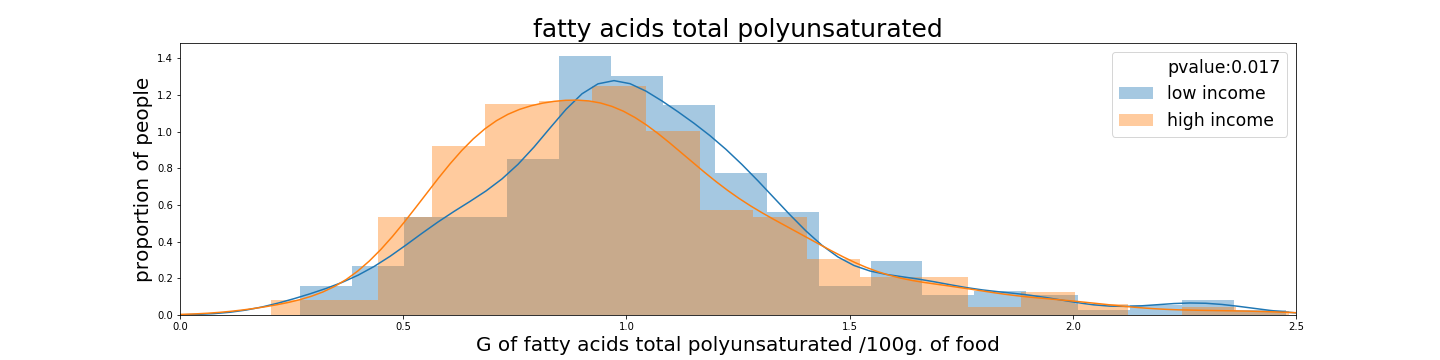 fatty acids total polyunsaturated
pvalue:0.017
low income
high income
proportion of people
1.4
1.2
1.0
0.8
0.6
0.4
0.2
0.0
0.0 0.5 1.0 1.5 2.0 2.5
G of fatty acids total polyunsaturated /100g. of food